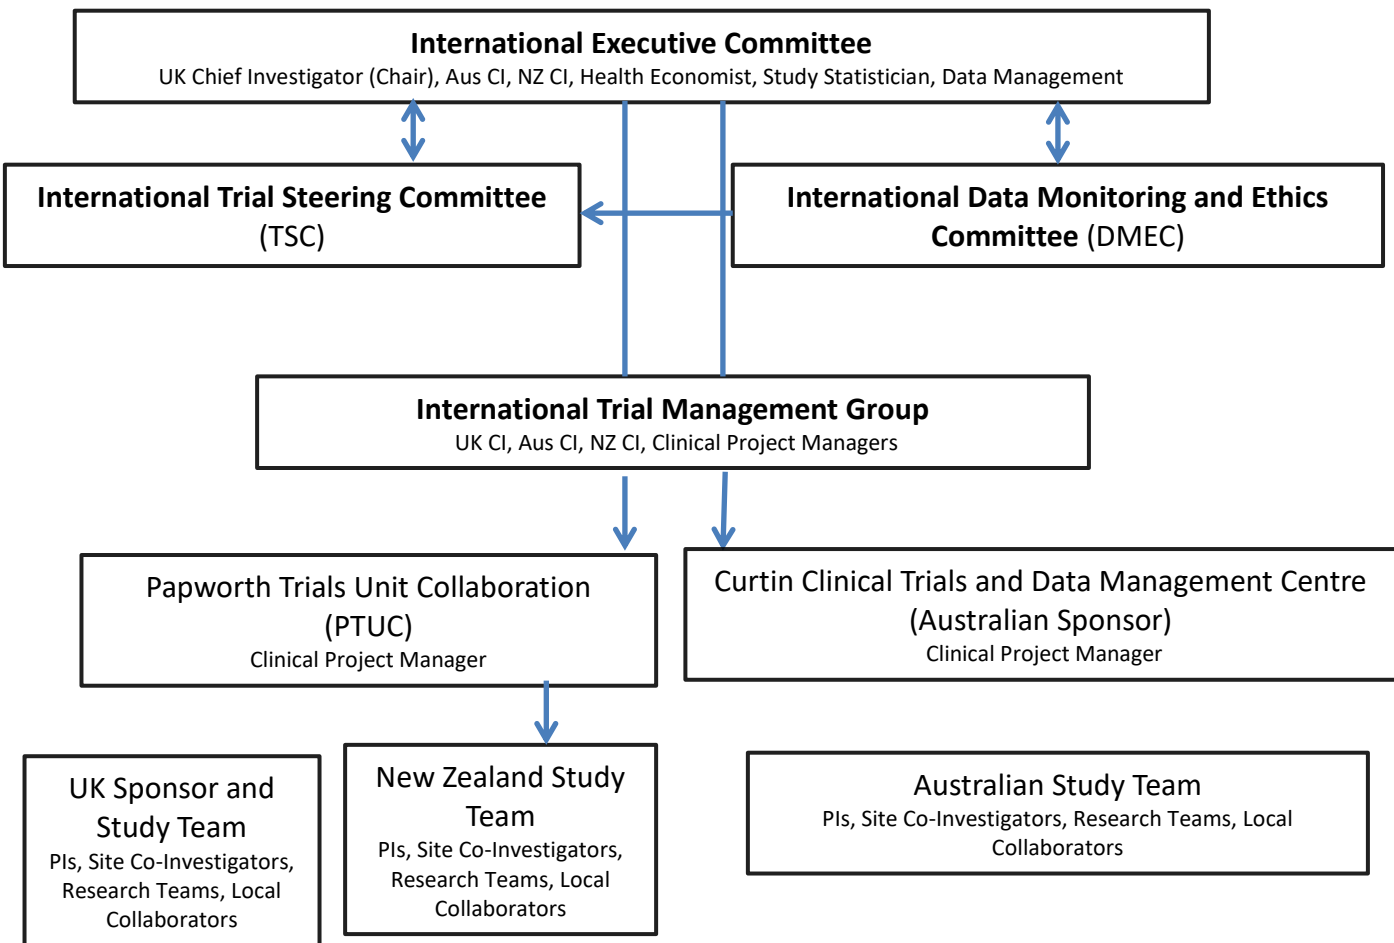 International Executive Committee
UK Chief Investigator (Chair), Aus CI, NZ CI, Health Economist, Study Statistician, Data Management
International Trial Steering Committee
(TSC)
International Data Monitoring and Ethics
Committee (DMEC)
International Trial Management Group
UK CI, Aus CI, NZ CI, Clinical Project Managers
Papworth Trials Unit Collaboration
(PTUC)
Clinical Project Manager
Curtin Clinical Trials and Data Management Centre
(Australian Sponsor)
Clinical Project Manager
UK Sponsor and
Study Team
PIs, Site Co-Investigators,
Research Teams, Local
Collaborators
New Zealand Study
Team
PIs, Site Co-Investigators,
Research Teams, Local
Collaborators
Australian Study Team
PIs, Site Co-Investigators, Research Teams, Local
Collaborators